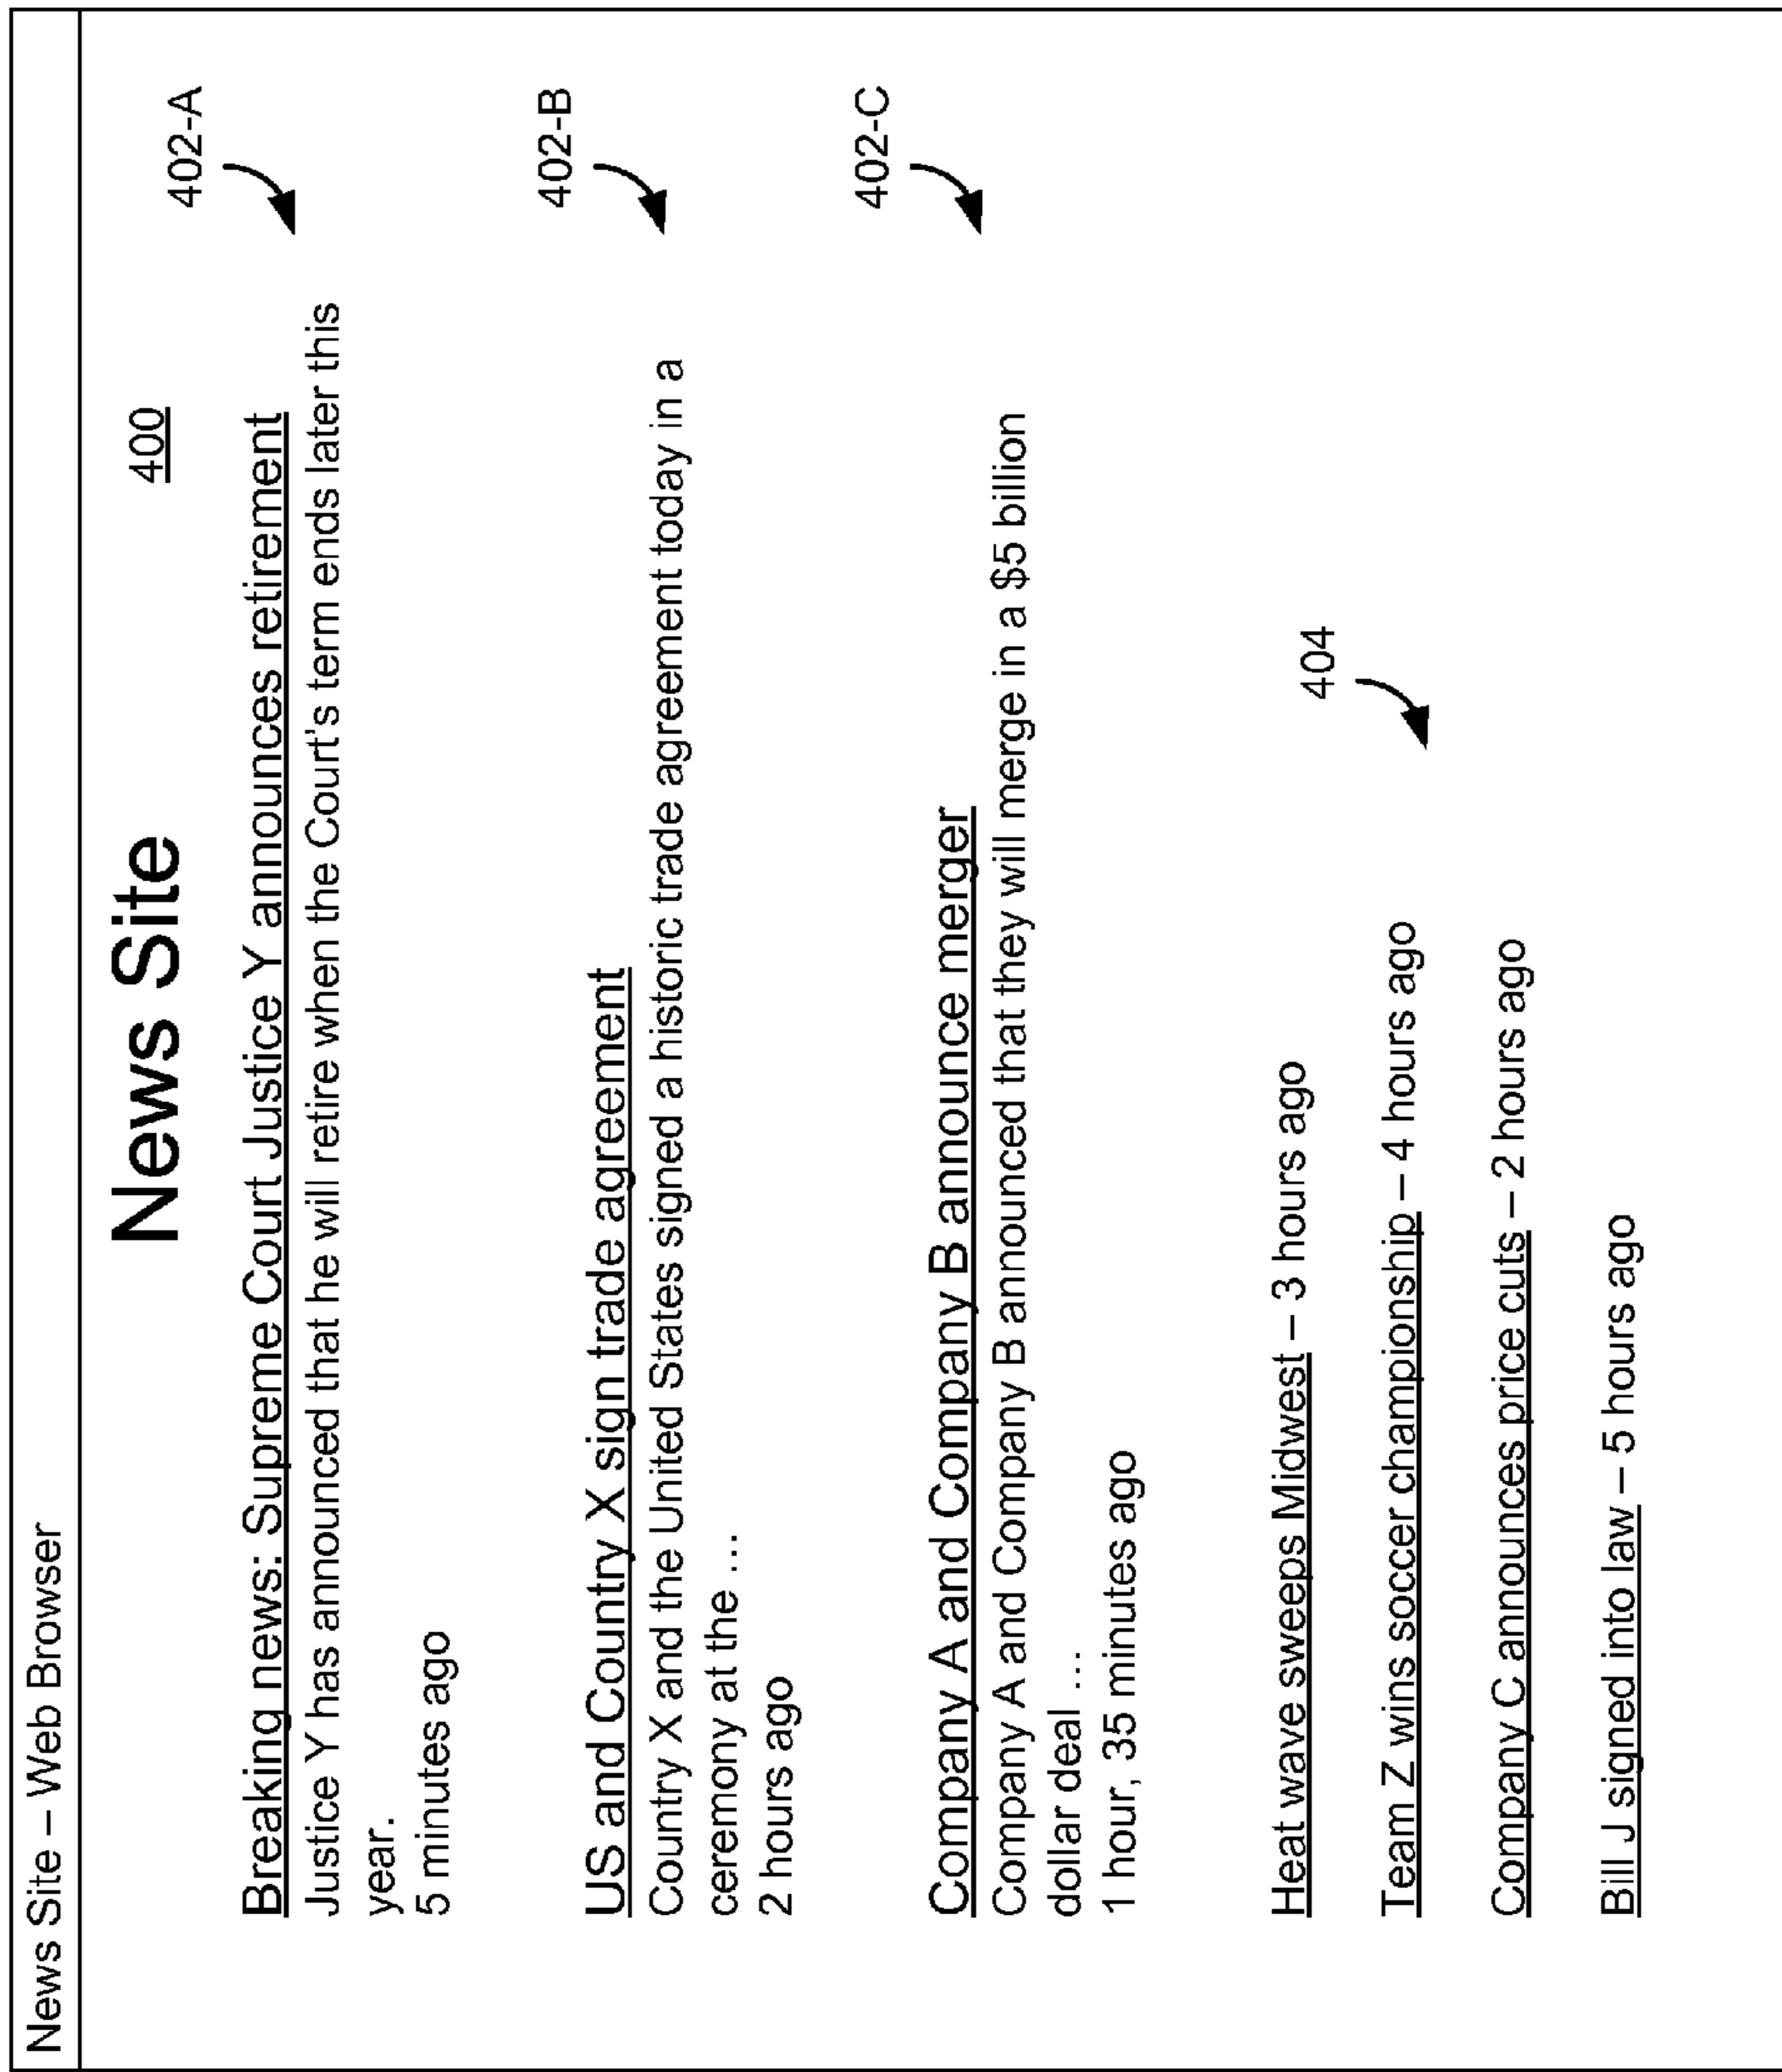 News Site – Web Browser
News Site
400
402-A
Breaking news: Supreme Court Justice Y announces retirement
Justice Y has announced that he will retire when the Court's term ends later this
year.
5 minutes ago
402-B
US and Country X sign trade agreement
Country X and the United States signed a historic trade agreement today in a
ceremony at the ...
2 hours ago
402-C
Company A and Company B announce merger
Company A and Company B announced that they will merge in a $5 billion
dollar deal ...
1 hour, 35 minutes ago
Heat wave sweeps Midwest – 3 hours ago
404
Team Z wins soccer championship – 4 hours ago
Company C announces price cuts – 2 hours ago
Bill J signed into law – 5 hours ago